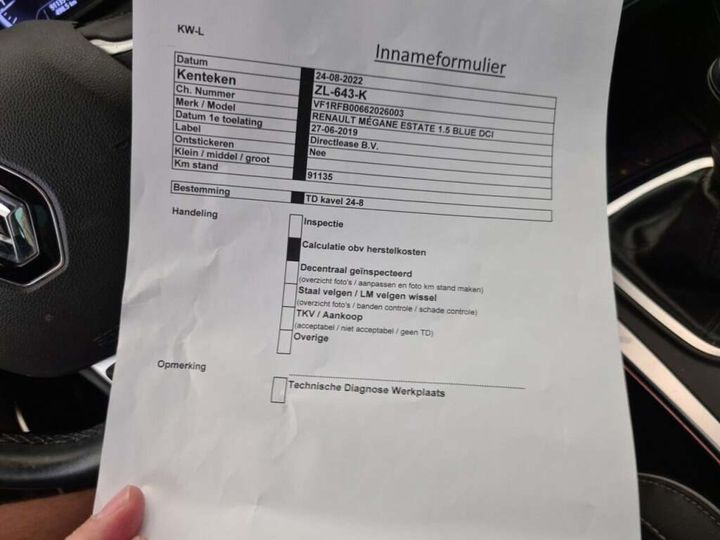 KW-L
Innameformulier
Datum 24-08-2022
Kenteken ZL-643-K
Ch. Nummer VF1RFB00662026003
Merk / Model RENAULT MÉGANE ESTATE 1.5 BLUE DCI
Datum 1e toelating 27-06-2019
Label Directlease B.V.
Ontstickeren Nee
Klein / middel / groot
Km stand 91135
Bestemming TD kavel 24-8
Handeling
Inspectie
Calculatie obv herstelkosten
Decentraal geïnspecteerd
(overzicht foto's / aanpassen en foto km stand maken)
Staal velgen / LM velgen wissel
(overzicht foto's / banden controle / schade controle)
TKV / Aankoop
(acceptabel / niet acceptabel / geen TD)
Overige
Opmerking
Technische Diagnose Werkplaats